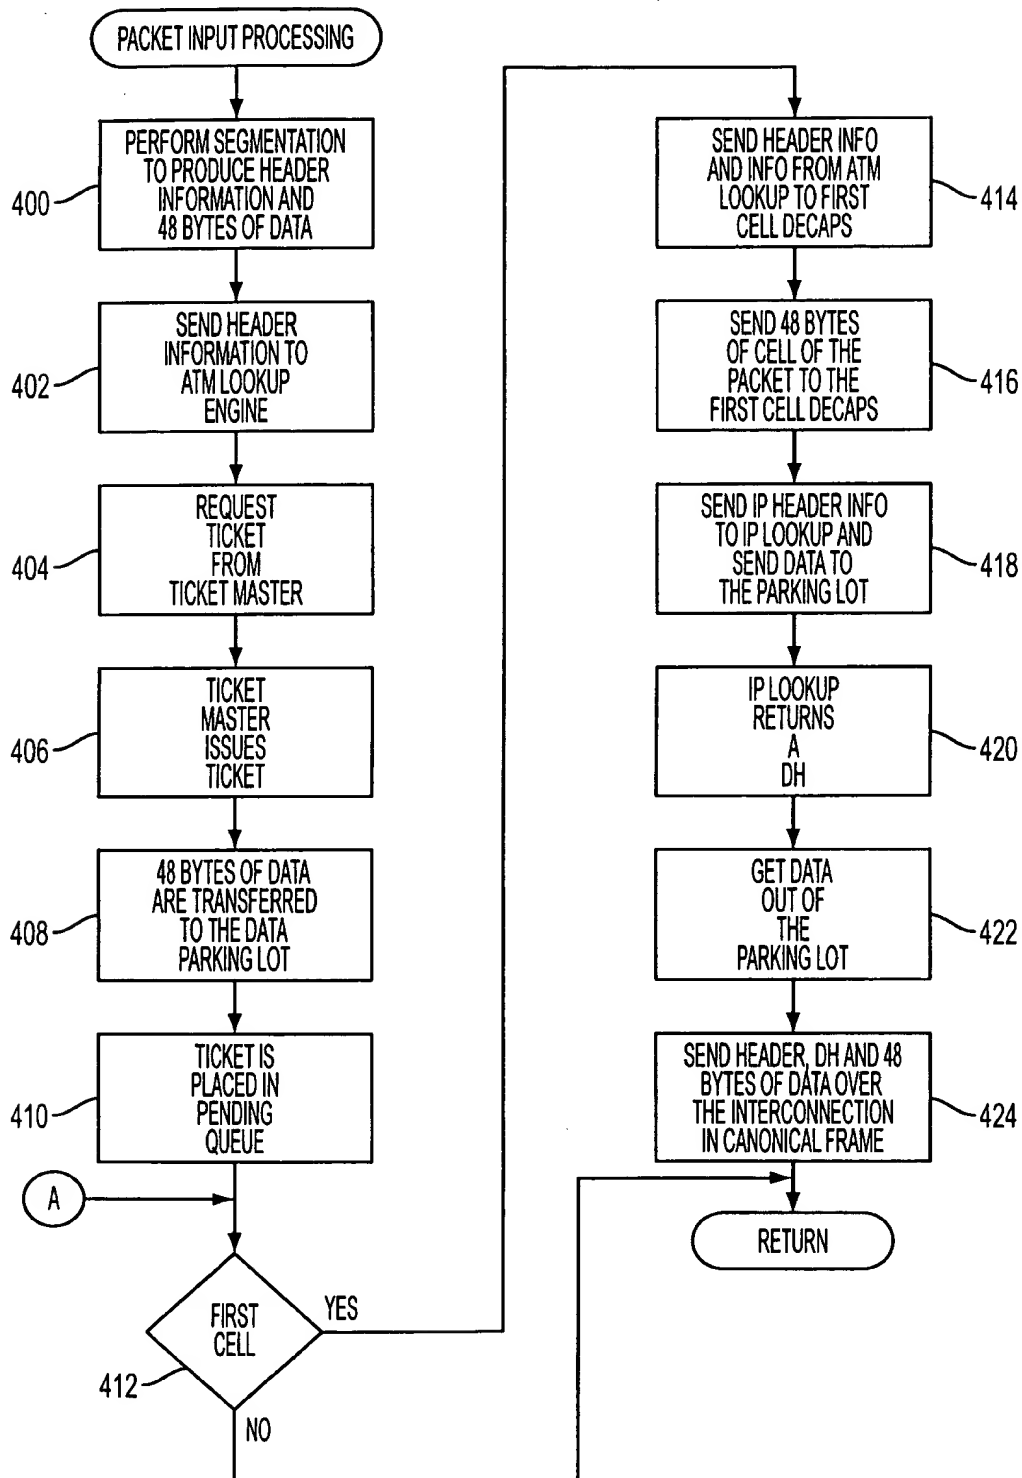 PACKET INPUT PROCESSING
PERFORM SEGMENTATION
TO PRODUCE HEADER
INFORMATION AND
48 BYTES OF DATA
400
SEND HEADER
INFORMATION TO
ATM LOOKUP
ENGINE
402
REQUEST
TICKET
FROM
TICKET MASTER
404
TICKET
MASTER
ISSUES
TICKET
406
48 BYTES OF DATA
ARE TRANSFERRED
TO THE DATA
PARKING LOT
408
TICKET IS
PLACED IN
PENDING
QUEUE
410
A
FIRST
CELL
412
YES
NO
SEND HEADER INFO
AND INFO FROM ATM
LOOKUP TO FIRST
CELL DECAPS
414
SEND 48 BYTES
OF CELL OF THE
PACKET TO THE
FIRST CELL DECAPS
416
SEND IP HEADER INFO
TO IP LOOKUP AND
SEND DATA TO
THE PARKING LOT
418
IP LOOKUP
RETURNS
A
DH
420
GET DATA
OUT OF
THE
PARKING LOT
422
SEND HEADER, DH AND 48
BYTES OF DATA OVER
THE INTERCONNECTION
IN CANONICAL FRAME
424
RETURN